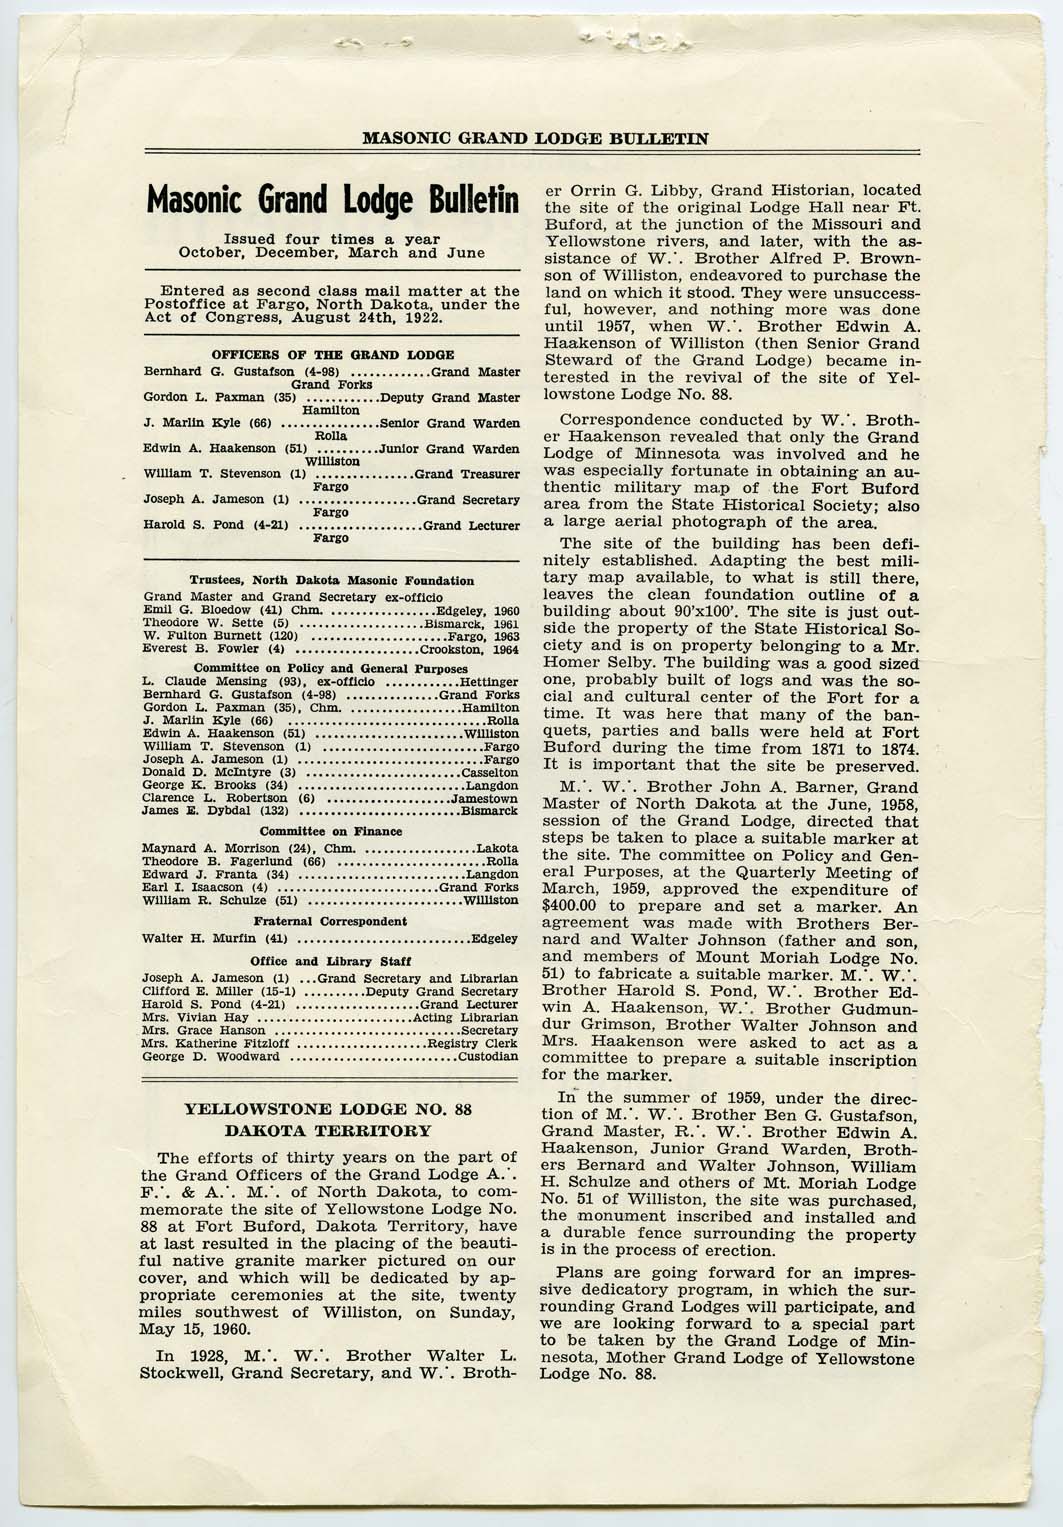 MASONIC GRAND LODGE BULLETIN
Masonic Grand Lodge Bulletin
Issued four times a year
October, December, March and June
Entered as second class mail matter at the
Postoffice at Fargo, North Dakota, under the
Act of Congress, August 24th, 1922.
OFFICERS OF THE GRAND LODGE
Bernhard G. Gustafson (4-98) .............Grand Master
Grand Forks
Gordon L. Paxman (35) ............Deputy Grand Master
Hamilton
J. Marlin Kyle (66) ................Senior Grand Warden
Rolla
Edwin A. Haakenson (51) ..........Junior Grand Warden
Williston
William T. Stevenson (1) ................Grand Treasurer
Fargo
Joseph A. Jameson (1) ...................Grand Secretary
Fargo
Harold S. Pond (4-21) ....................Grand Lecturer
Fargo
Trustees, North Dakota Masonic Foundation
Grand Master and Grand Secretary ex-officio
Emil G. Bloedow (41) Chm. .................Edgeley, 1960
Theodore W. Sette (5) ....................Bismarck, 1961
W. Fulton Burnett (120) ......................Fargo, 1963
Everest B. Fowler (4) ....................Crookston, 1964
Committee on Policy and General Purposes
L. Claude Mensing (93), ex-officio ............Hettinger
Bernhard G. Gustafson (4-98) ...............Grand Forks
Gordon L. Paxman (35), Chm. ..................Hamilton
J. Marlin Kyle (66) ................................Rolla
Edwin A. Haakenson (51) .........................Williston
William T. Stevenson (1) ...........................Fargo
Joseph A. Jameson (1) ..............................Fargo
Donald D. McIntyre (3) .........................Casselton
George K. Brooks (34) ...........................Langdon
Clarence L. Robertson (6) ....................Jamestown
James E. Dybdal (132) ..........................Bismarck
Committee on Finance
Maynard A. Morrison (24), Chm. ..................Lakota
Theodore B. Fagerlund (66) ........................Rolla
Edward J. Franta (34) ...........................Langdon
Earl I. Isaacson (4) ..........................Grand Forks
William R. Schulze (51) .........................Williston
Fraternal Correspondent
Walter H. Murfin (41) ............................Edgeley
Office and Library Staff
Joseph A. Jameson (1) ...Grand Secretary and Librarian
Clifford E. Miller (15-1) ..........Deputy Grand Secretary
Harold S. Pond (4-21) ....................Grand Lecturer
Mrs. Vivian Hay .........................Acting Librarian
Mrs. Grace Hanson ..............................Secretary
Mrs. Katherine Fitzloff .....................Registry Clerk
George D. Woodward ...........................Custodian
YELLOWSTONE LODGE NO. 88
DAKOTA TERRITORY
The efforts of thirty years on the part of
the Grand Officers of the Grand Lodge A.˙.
F.˙. & A.˙. M.˙. of North Dakota, to com-
memorate the site of Yellowstone Lodge No.
88 at Fort Buford, Dakota Territory, have
at last resulted in the placing of the beauti-
ful native granite marker pictured on our
cover, and which will be dedicated by ap-
propriate ceremonies at the site, twenty
miles southwest of Williston, on Sunday,
May 15, 1960.
In 1928, M.˙. W.˙. Brother Walter L.
Stockwell, Grand Secretary, and W.˙. Broth-
er Orrin G. Libby, Grand Historian, located
the site of the original Lodge Hall near Ft.
Buford, at the junction of the Missouri and
Yellowstone rivers, and later, with the as-
sistance of W.˙. Brother Alfred P. Brown-
son of Williston, endeavored to purchase the
land on which it stood. They were unsuccess-
ful, however, and nothing more was done
until 1957, when W.˙. Brother Edwin A.
Haakenson of Williston (then Senior Grand
Steward of the Grand Lodge) became in-
terested in the revival of the site of Yel-
lowstone Lodge No. 88.
Correspondence conducted by W.˙. Broth-
er Haakenson revealed that only the Grand
Lodge of Minnesota was involved and he
was especially fortunate in obtaining an au-
thentic military map of the Fort Buford
area from the State Historical Society; also
a large aerial photograph of the area.
The site of the building has been defi-
nitely established. Adapting the best mili-
tary map available, to what is still there,
leaves the clean foundation outline of a
building about 90'x100'. The site is just out-
side the property of the State Historical So-
ciety and is on property belonging to a Mr.
Homer Selby. The building was a good sized
one, probably built of logs and was the so-
cial and cultural center of the Fort for a
time. It was here that many of the ban-
quets, parties and balls were held at Fort
Buford during the time from 1871 to 1874.
It is important that the site be preserved.
M.˙. W.˙. Brother John A. Barner, Grand
Master of North Dakota at the June, 1958,
session of the Grand Lodge, directed that
steps be taken to place a suitable marker at
the site. The committee on Policy and Gen-
eral Purposes, at the Quarterly Meeting of
March, 1959, approved the expenditure of
$400.00 to prepare and set a marker. An
agreement was made with Brothers Ber-
nard and Walter Johnson (father and son,
and members of Mount Moriah Lodge No.
51) to fabricate a suitable marker. M.˙. W.˙.
Brother Harold S. Pond, W.˙. Brother Ed-
win A. Haakenson, W.˙. Brother Gudmun-
dur Grimson, Brother Walter Johnson and
Mrs. Haakenson were asked to act as a
committee to prepare a suitable inscription
for the marker.
In the summer of 1959, under the direc-
tion of M.˙. W.˙. Brother Ben G. Gustafson,
Grand Master, R.˙. W.˙. Brother Edwin A.
Haakenson, Junior Grand Warden, Broth-
ers Bernard and Walter Johnson, William
H. Schulze and others of Mt. Moriah Lodge
No. 51 of Williston, the site was purchased,
the monument inscribed and installed and
a durable fence surrounding the property
is in the process of erection.
Plans are going forward for an impres-
sive dedicatory program, in which the sur-
rounding Grand Lodges will participate, and
we are looking forward to a special part
to be taken by the Grand Lodge of Min-
nesota, Mother Grand Lodge of Yellowstone
Lodge No. 88.